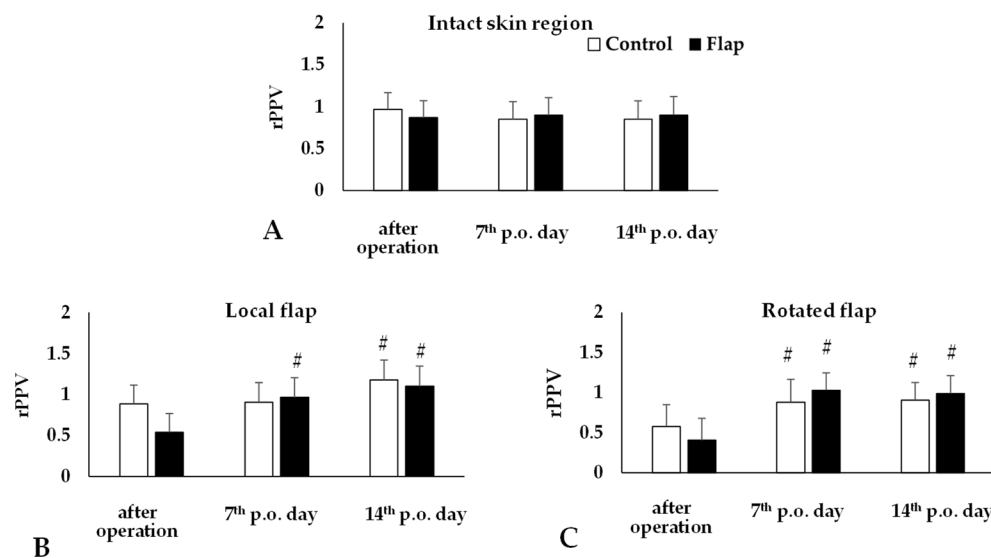 Intact skin region
Control Flap
2
1.5
1
0.5
0
rPPV
after operation
7th p.o. day
14th p.o. day
A
Local flap
2
1.5
1
0.5
0
rPPV
# # #
after operation
7th p.o. day
14th p.o. day
B
Rotated flap
2
1.5
1
0.5
0
rPPV
# # # #
after operation
7th p.o. day
14th p.o. day
C